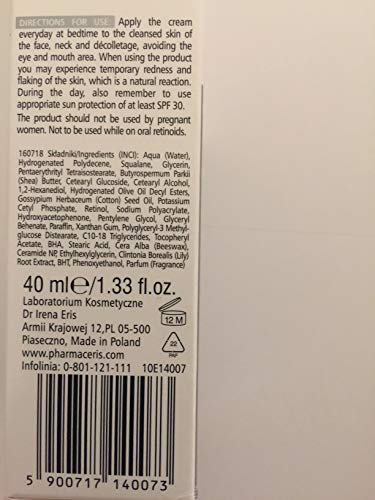 DIRECTIONS FOR USE: Apply the cream
everyday at bedtime to the cleansed skin of
the face, neck and décolletage, avoiding the
eye and mouth area. When using the product
you may experience temporary redness and
flaking of the skin, which is a natural reaction.
During the day, also remember to use
appropriate sun protection of at least SPF 30.
The product should not be used by pregnant
women. Not to be used while on oral retinoids.
160718 Składniki/Ingredients (INCI): Aqua (Water),
Hydrogenated Polydecene, Squalane, Glycerin,
Pentaerythrityl Tetraisostearate, Butyrospermum Parkii
(Shea) Butter, Cetearyl Glucoside, Cetearyl Alcohol,
1,2-Hexanediol, Hydrogenated Olive Oil Decyl Esters,
Gossypium Herbaceum (Cotton) Seed Oil, Potassium
Cetyl Phosphate, Retinol, Sodium Polyacrylate,
Hydroxyacetophenone, Pentylene Glycol, Glyceryl
Behenate, Paraffin, Xanthan Gum, Polyglyceryl-3 Methyl-
glucose Distearate, C10-18 Triglycerides, Tocopheryl
Acetate, BHA, Stearic Acid, Cera Alba (Beeswax),
Ceramide NP, Ethylhexylglycerin, Clintonia Borealis (Lily)
Root Extract, BHT, Phenoxyethanol, Parfum (Fragrance)
40 ml℮/1.33 fl.oz.
Laboratorium Kosmetyczne
Dr Irena Eris
Armii Krajowej 12,PL 05-500
Piaseczno, Made in Poland
www.pharmaceris.com
Infolinia: 0-801-121-111 10E14007
12 M
22
PAP
5 900717 140073